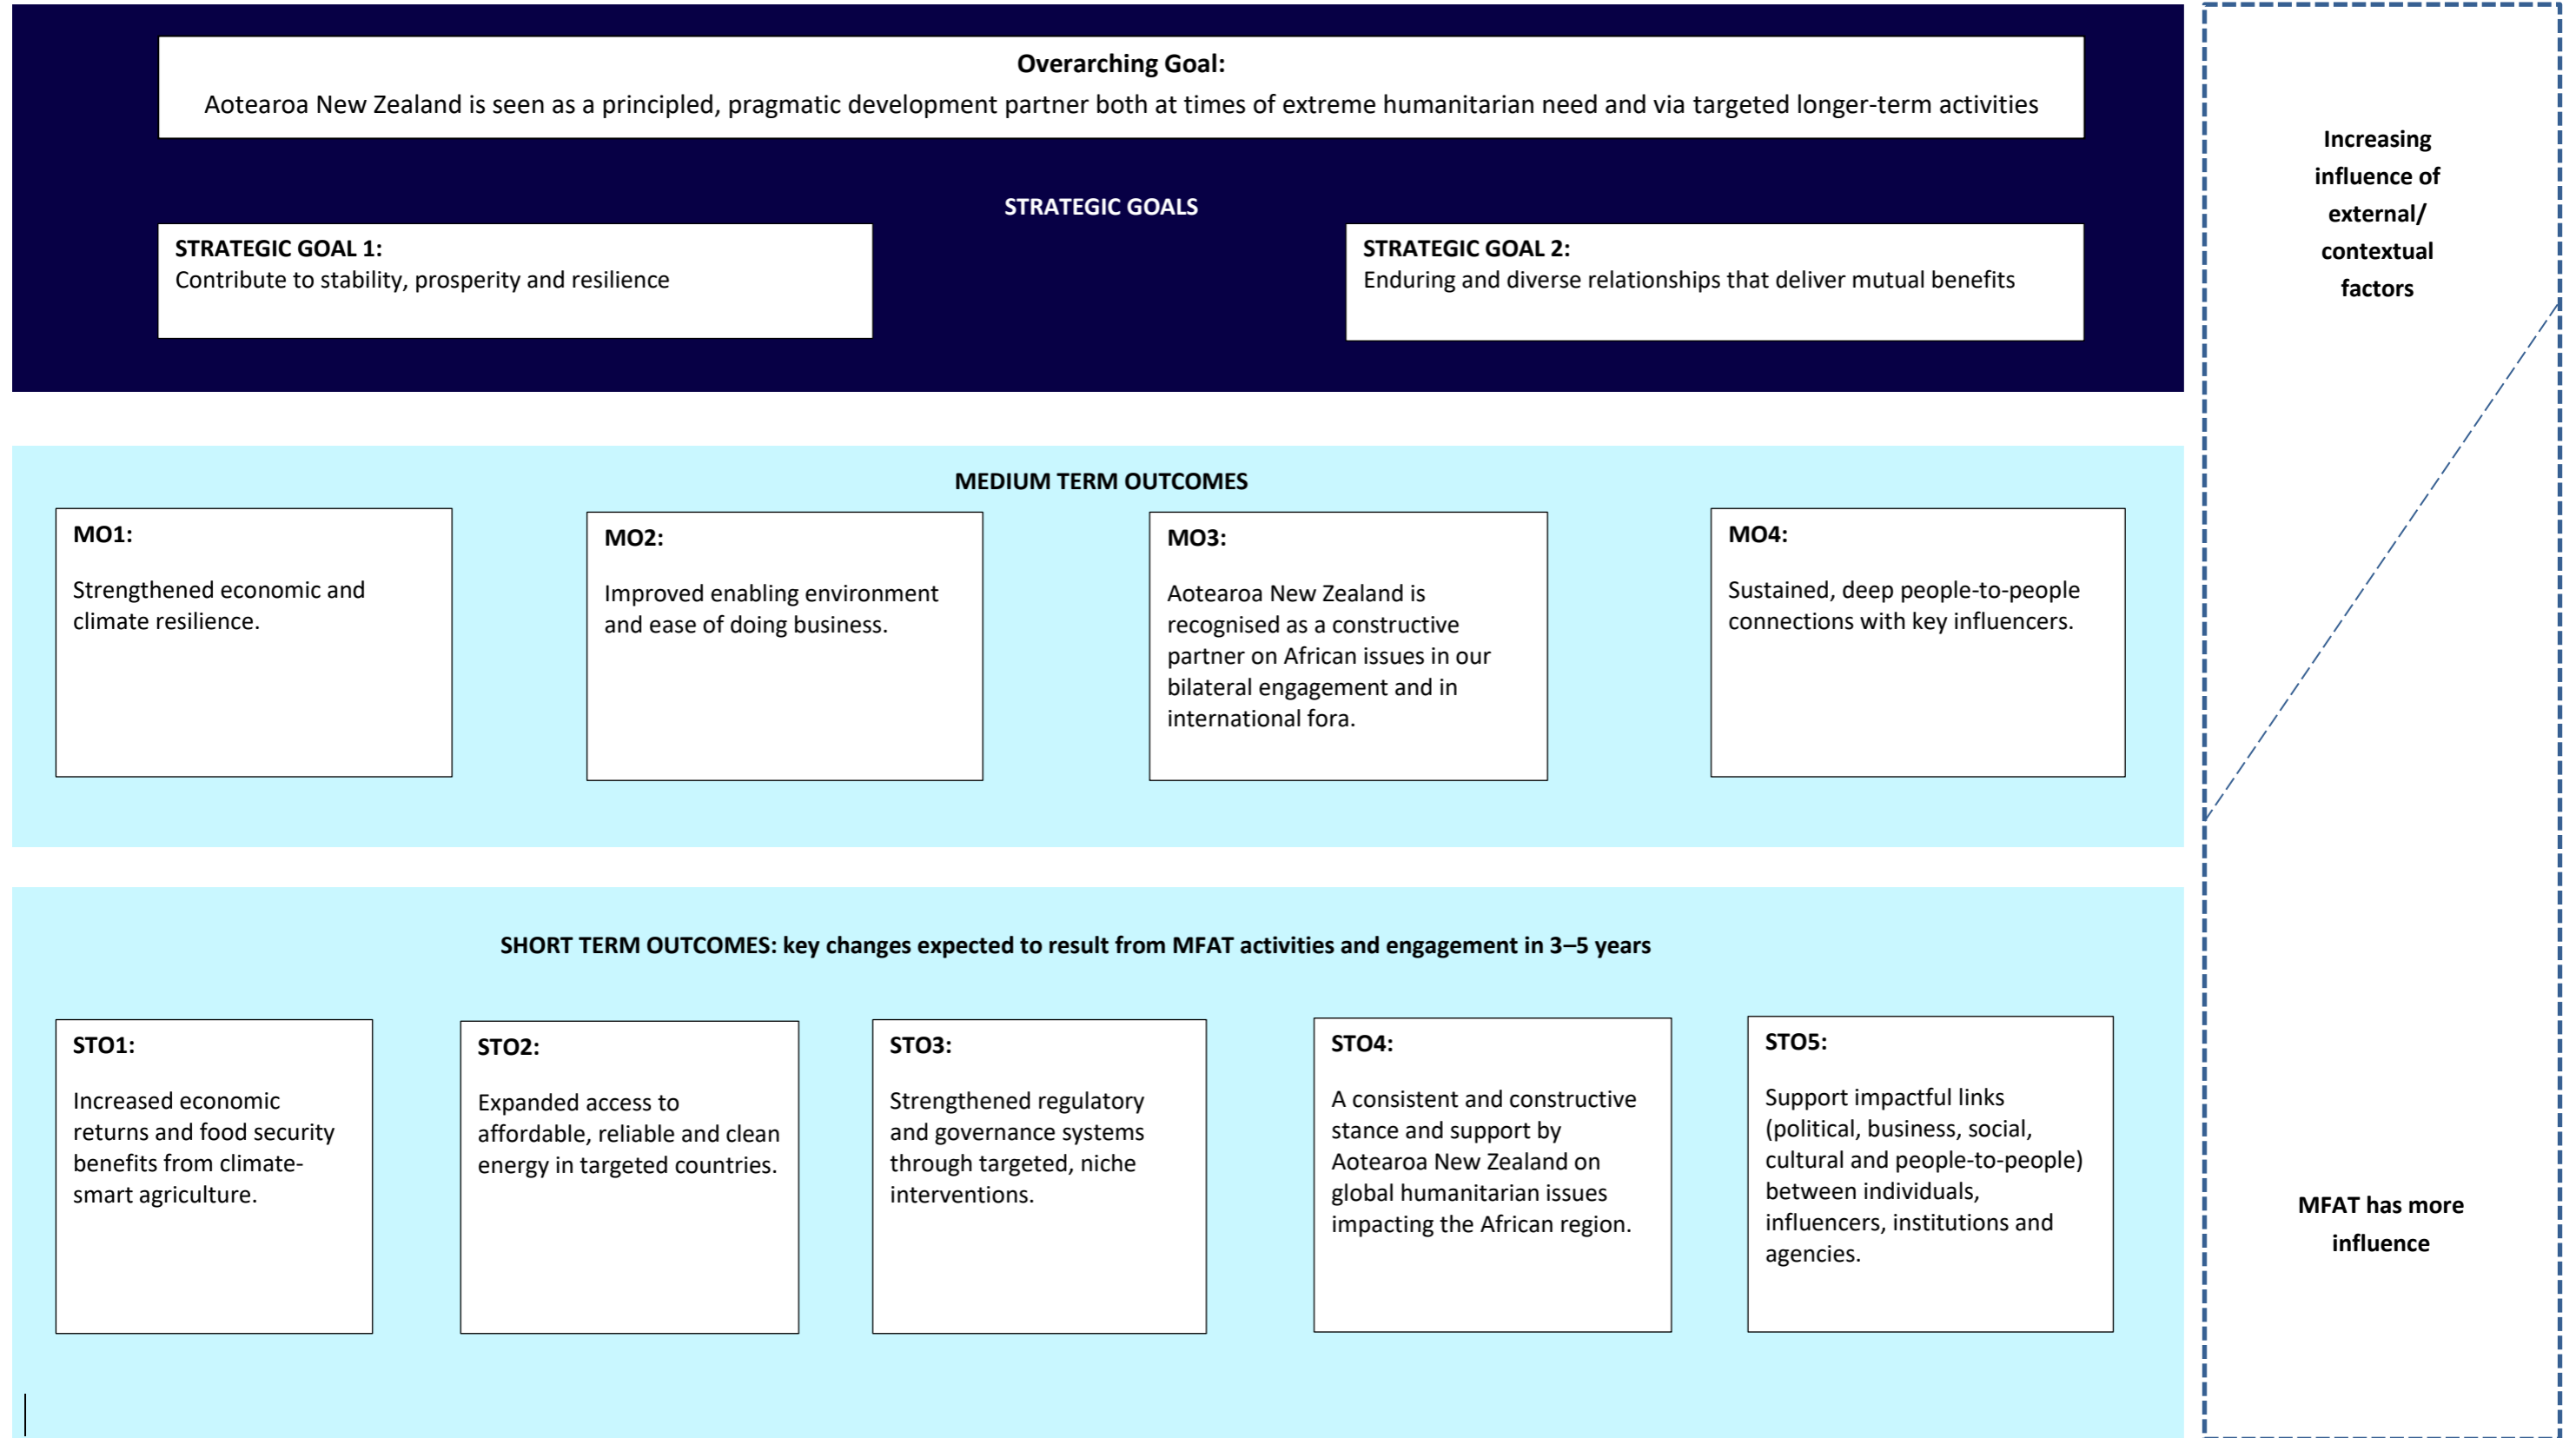 Overarching Goal:
Aotearoa New Zealand is seen as a principled, pragmatic development partner both at times of extreme humanitarian need and via targeted longer-term activities
STRATEGIC GOALS
STRATEGIC GOAL 1:
Contribute to stability, prosperity and resilience
STRATEGIC GOAL 2:
Enduring and diverse relationships that deliver mutual benefits
Increasing
influence of
external/
contextual
factors
MEDIUM TERM OUTCOMES
MO1:
Strengthened economic and
climate resilience.
MO2:
Improved enabling environment
and ease of doing business.
MO3:
Aotearoa New Zealand is
recognised as a constructive
partner on African issues in our
bilateral engagement and in
international fora.
MO4:
Sustained, deep people-to-people
connections with key influencers.
SHORT TERM OUTCOMES: key changes expected to result from MFAT activities and engagement in 3–5 years
STO1:
Increased economic
returns and food security
benefits from climate-
smart agriculture.
STO2:
Expanded access to
affordable, reliable and clean
energy in targeted countries.
STO3:
Strengthened regulatory
and governance systems
through targeted, niche
interventions.
STO4:
A consistent and constructive
stance and support by
Aotearoa New Zealand on
global humanitarian issues
impacting the African region.
STO5:
Support impactful links
(political, business, social,
cultural and people-to-people)
between individuals,
influencers, institutions and
agencies.
MFAT has more
influence